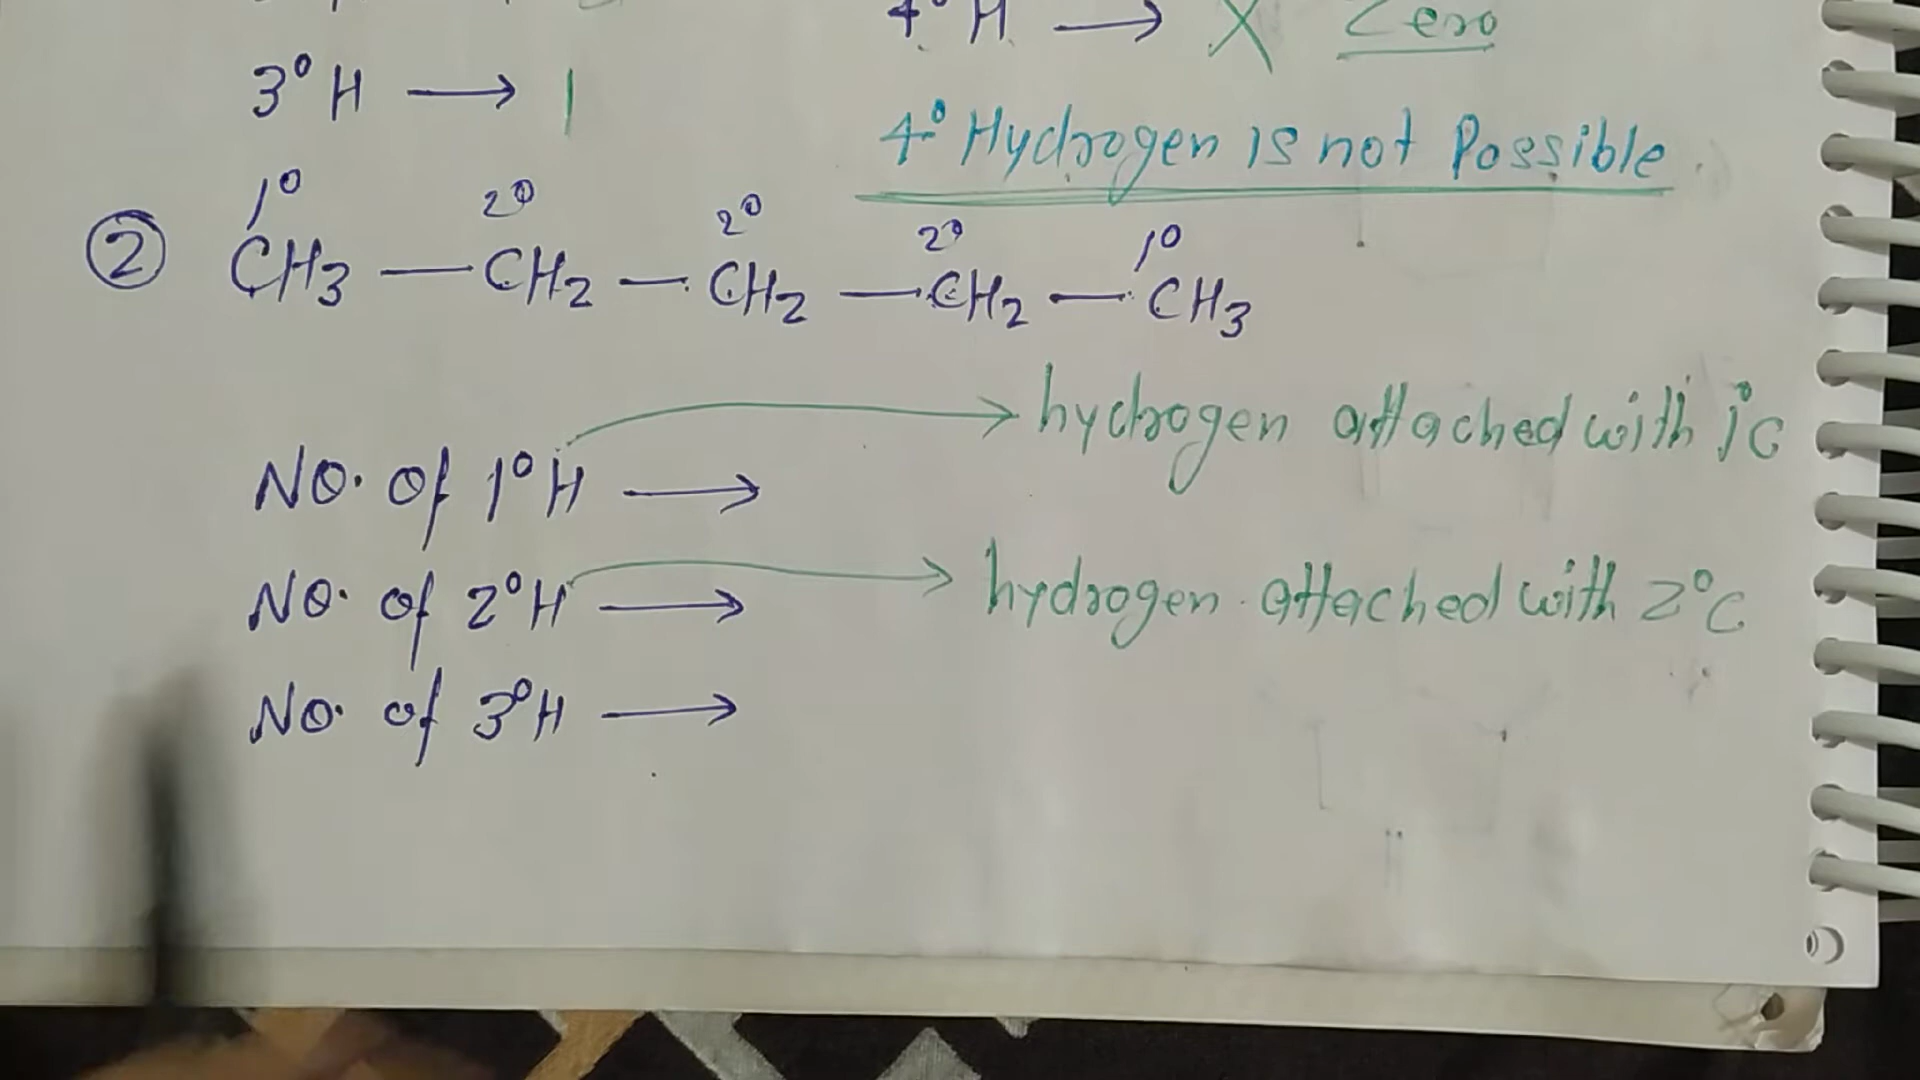 4° H → X Zero
3° H → 1
4° Hydrogen is not Possible
1° 2° 2° 2° 1°
② CH3 — CH2 — CH2 — CH2 — CH3
hydrogen attached with 1°C
NO. of 1°H →
NO. of 2°H → hydrogen attached with 2°C
NO. of 3°H →